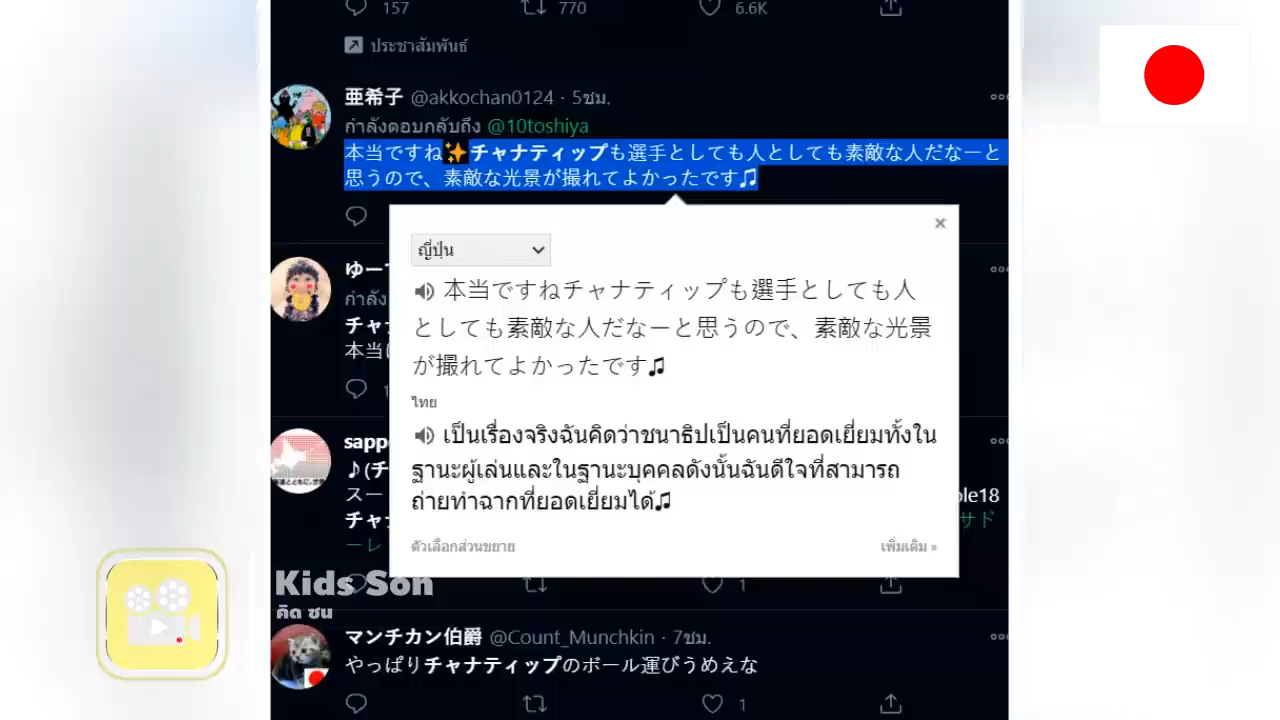 157 770 6.6K
ประชาสัมพันธ์
亜希子 @akkochan0124 · 5ชม.
กำลังตอบกลับถึง @10toshiya
本当ですね✨チャナティップも選手としても人としても素敵な人だなーと
思うので、素敵な光景が撮れてよかったです♫
ญี่ปุ่น
本当ですねチャナティップも選手としても人
としても素敵な人だなーと思うので、素敵な光景
が撮れてよかったです♫
ไทย
เป็นเรื่องจริงฉันคิดว่าชนาธิปเป็นคนที่ยอดเยี่ยมทั้งใน
ฐานะผู้เล่นและในฐานะบุคคลดังนั้นฉันดีใจที่สามารถ
ถ่ายทำฉากที่ยอดเยี่ยมได้♫
ตัวเลือกส่วนขยาย เพิ่มเติม »
ゆー
กำลัง
チャ
本当
1
sapp
♪(チ
スー ole18
チャナ サド
ーレ
1
Kids Son
คิด ซน
マンチカン伯爵 @Count_Munchkin · 7ชม.
やっぱりチャナティップのボール運びうめえな
1